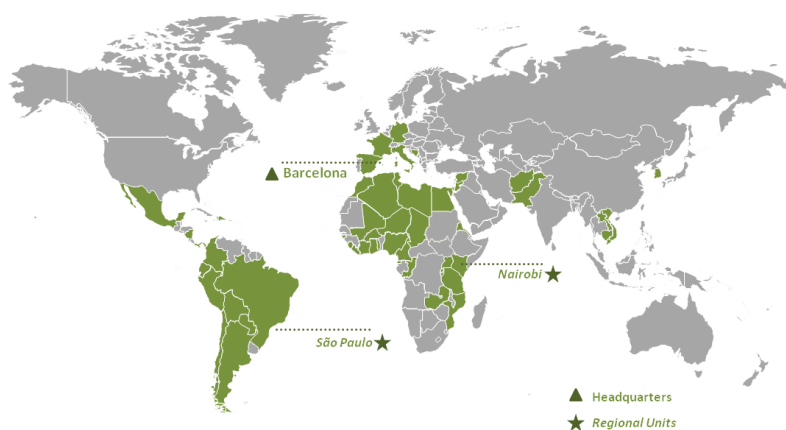 Barcelona
Nairobi
São Paulo
Headquarters
Regional Units